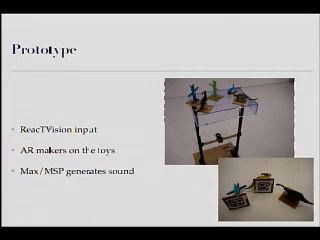 Prototype
ReacTVision input
AR makers on the toys
Max/MSP generates sound